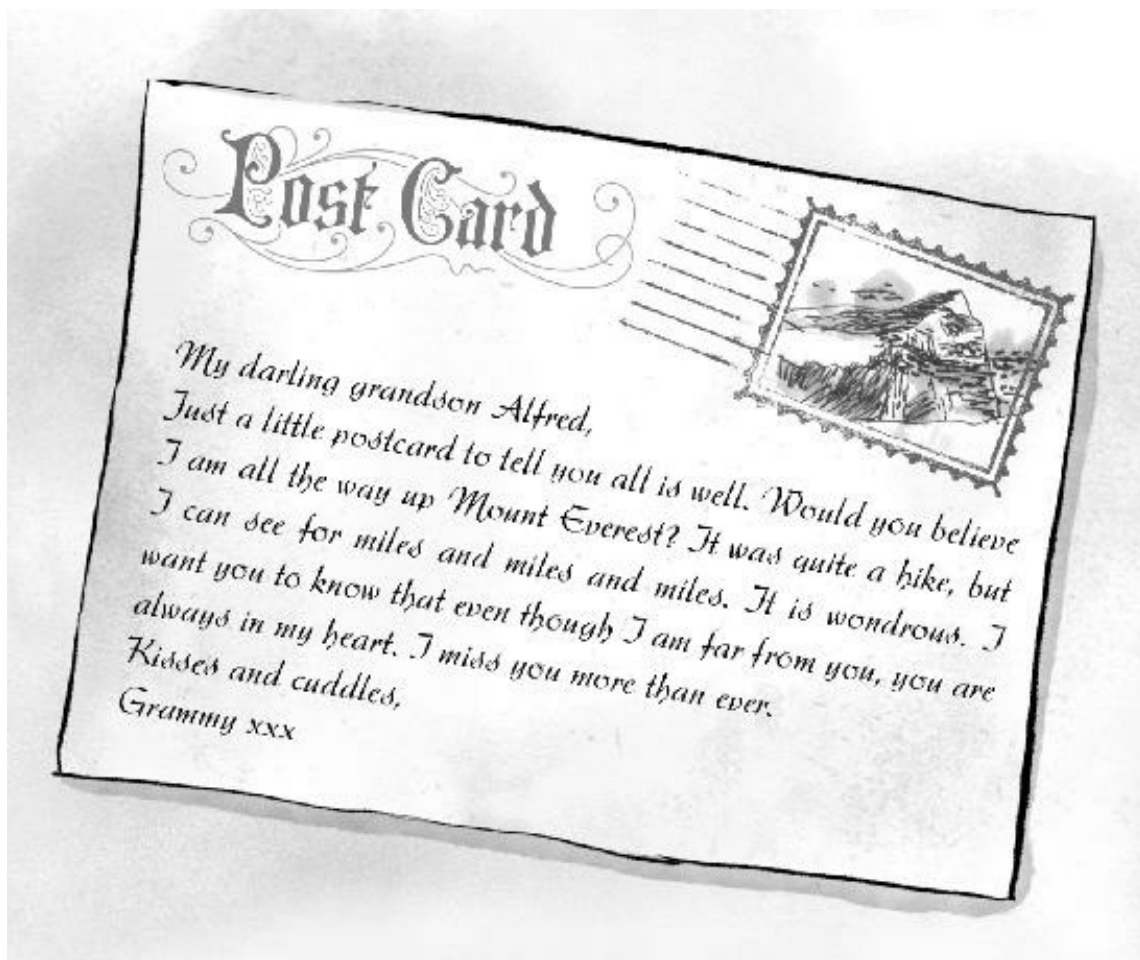 Post Card
My darling grandson Alfred,
Just a little postcard to tell you all is well. Would you believe
I am all the way up Mount Everest? It was quite a hike, but
I can see for miles and miles and miles. It is wondrous. I
want you to know that even though I am far from you, you are
always in my heart. I miss you more than ever.
Kisses and cuddles,
Grammy xxx